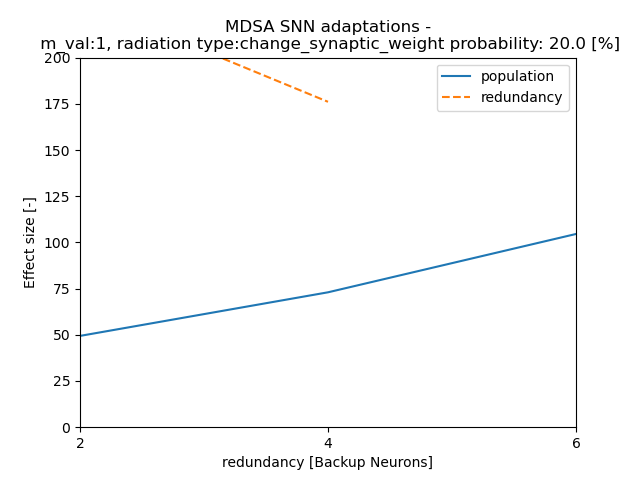 MDSA SNN adaptations -
m_val:1, radiation type:change_synaptic_weight probability: 20.0 [%]
200
175
150
125
100
75
50
25
0
Effect size [-]
population
redundancy
2 4 6
redundancy [Backup Neurons]